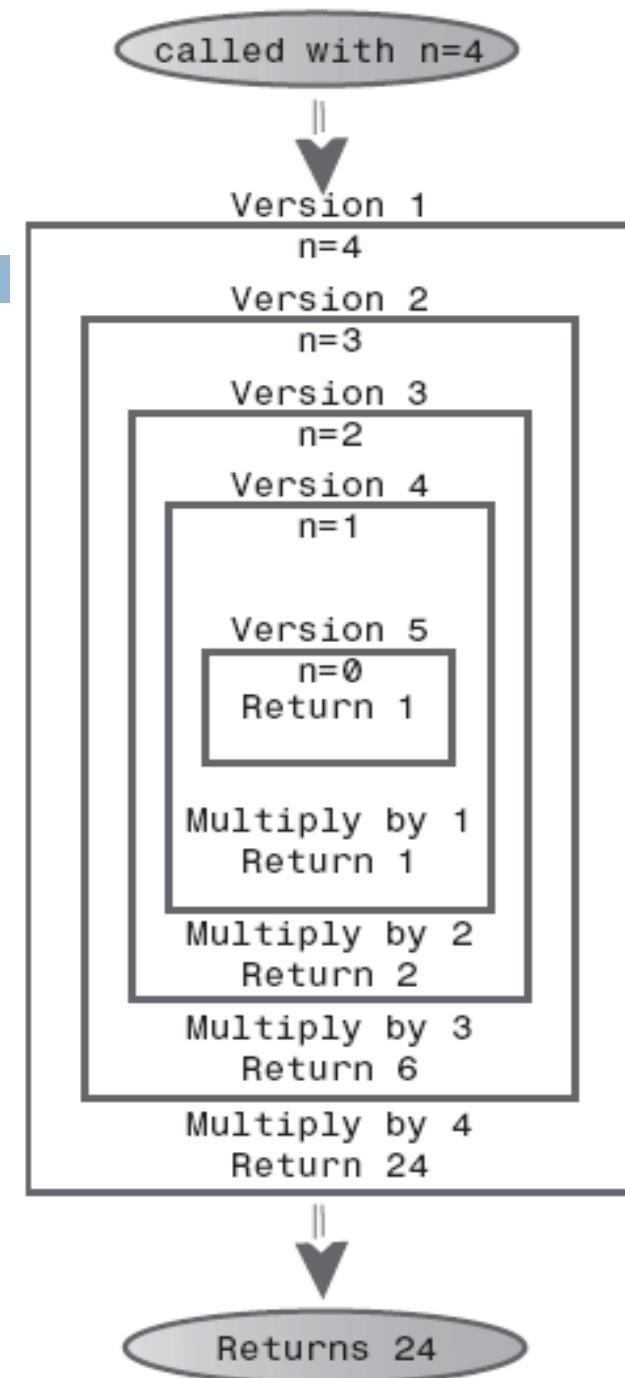 called with n=4
Version 1
n=4
Version 2
n=3
Version 3
n=2
Version 4
n=1
Version 5
n=0
Return 1
Multiply by 1
Return 1
Multiply by 2
Return 2
Multiply by 3
Return 6
Multiply by 4
Return 24
Returns 24